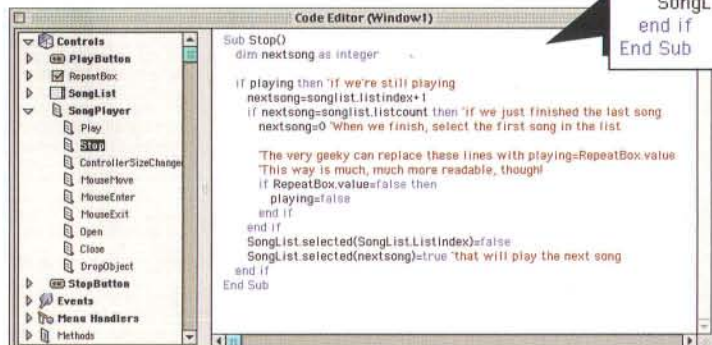 Code Editor (Window1)
Controls
PlayButton
RepeatBox
SongList
SongPlayer
Play
Stop
ControllerSizeChange
MouseMove
MouseEnter
MouseExit
Open
Close
DropObject
StopButton
Events
Menu Handlers
Methods
Sub Stop()
dim nextsong as integer
if playing then 'if we're still playing
nextsong=songlist.listindex+1
if nextsong=songlist.listcount then 'if we just finished the last song
nextsong=0 'When we finish, select the first song in the list
'The very geeky can replace these lines with playing=RepeatBox.value
'This way is much, much more readable, though!
if RepeatBox.value=false then
playing=false
end if
end if
SongList.selected(SongList.ListIndex)=false
SongList.selected(nextsong)=true 'that will play the next song
end if
End Sub
SongL
end if
End Sub